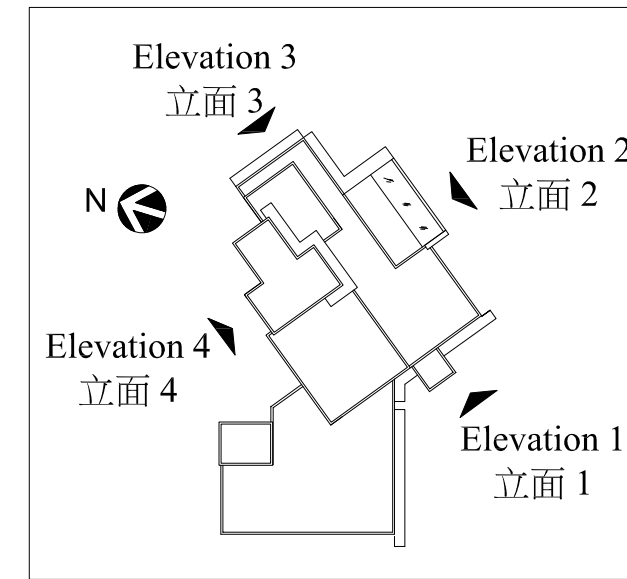 Elevation 3
立面 3
Elevation 2
立面 2
N
Elevation 4
立面 4
Elevation 1
立面 1